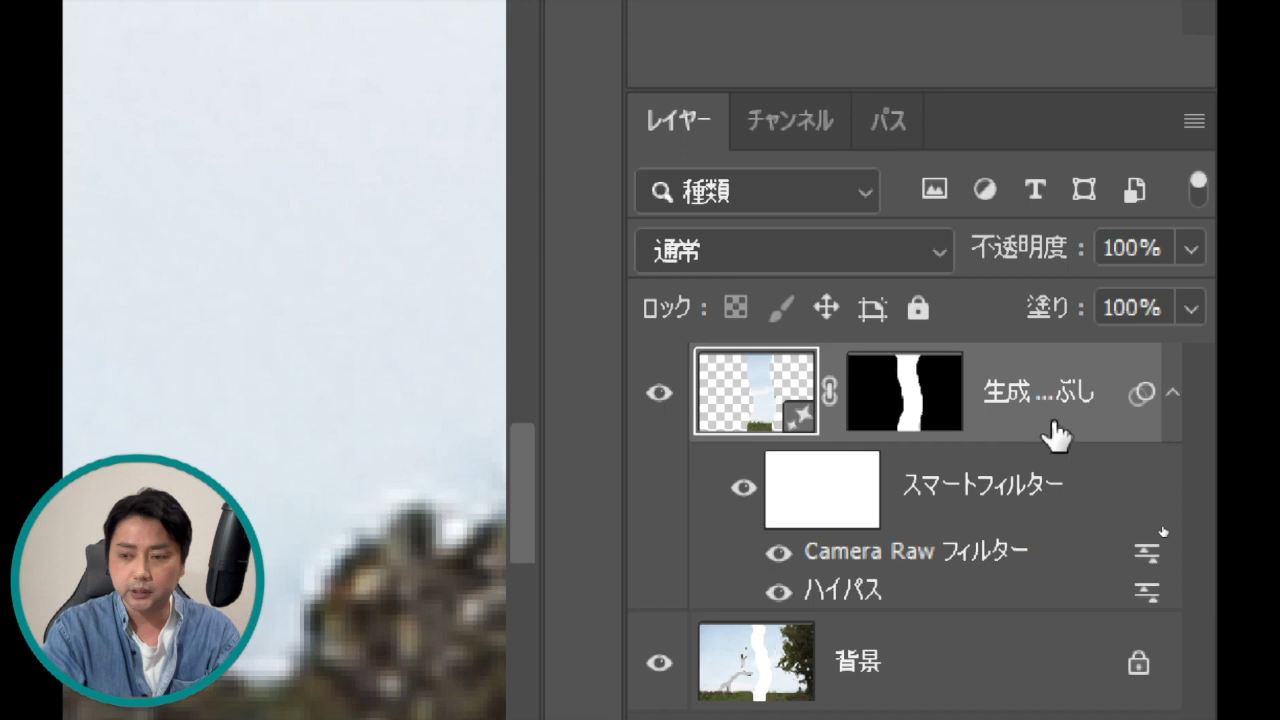 レイヤー チャンネル パス
種類
通常 不透明度： 100%
ロック： 塗り： 100%
生成 ...ぶし
スマートフィルター
Camera Raw フィルター
ハイパス
背景